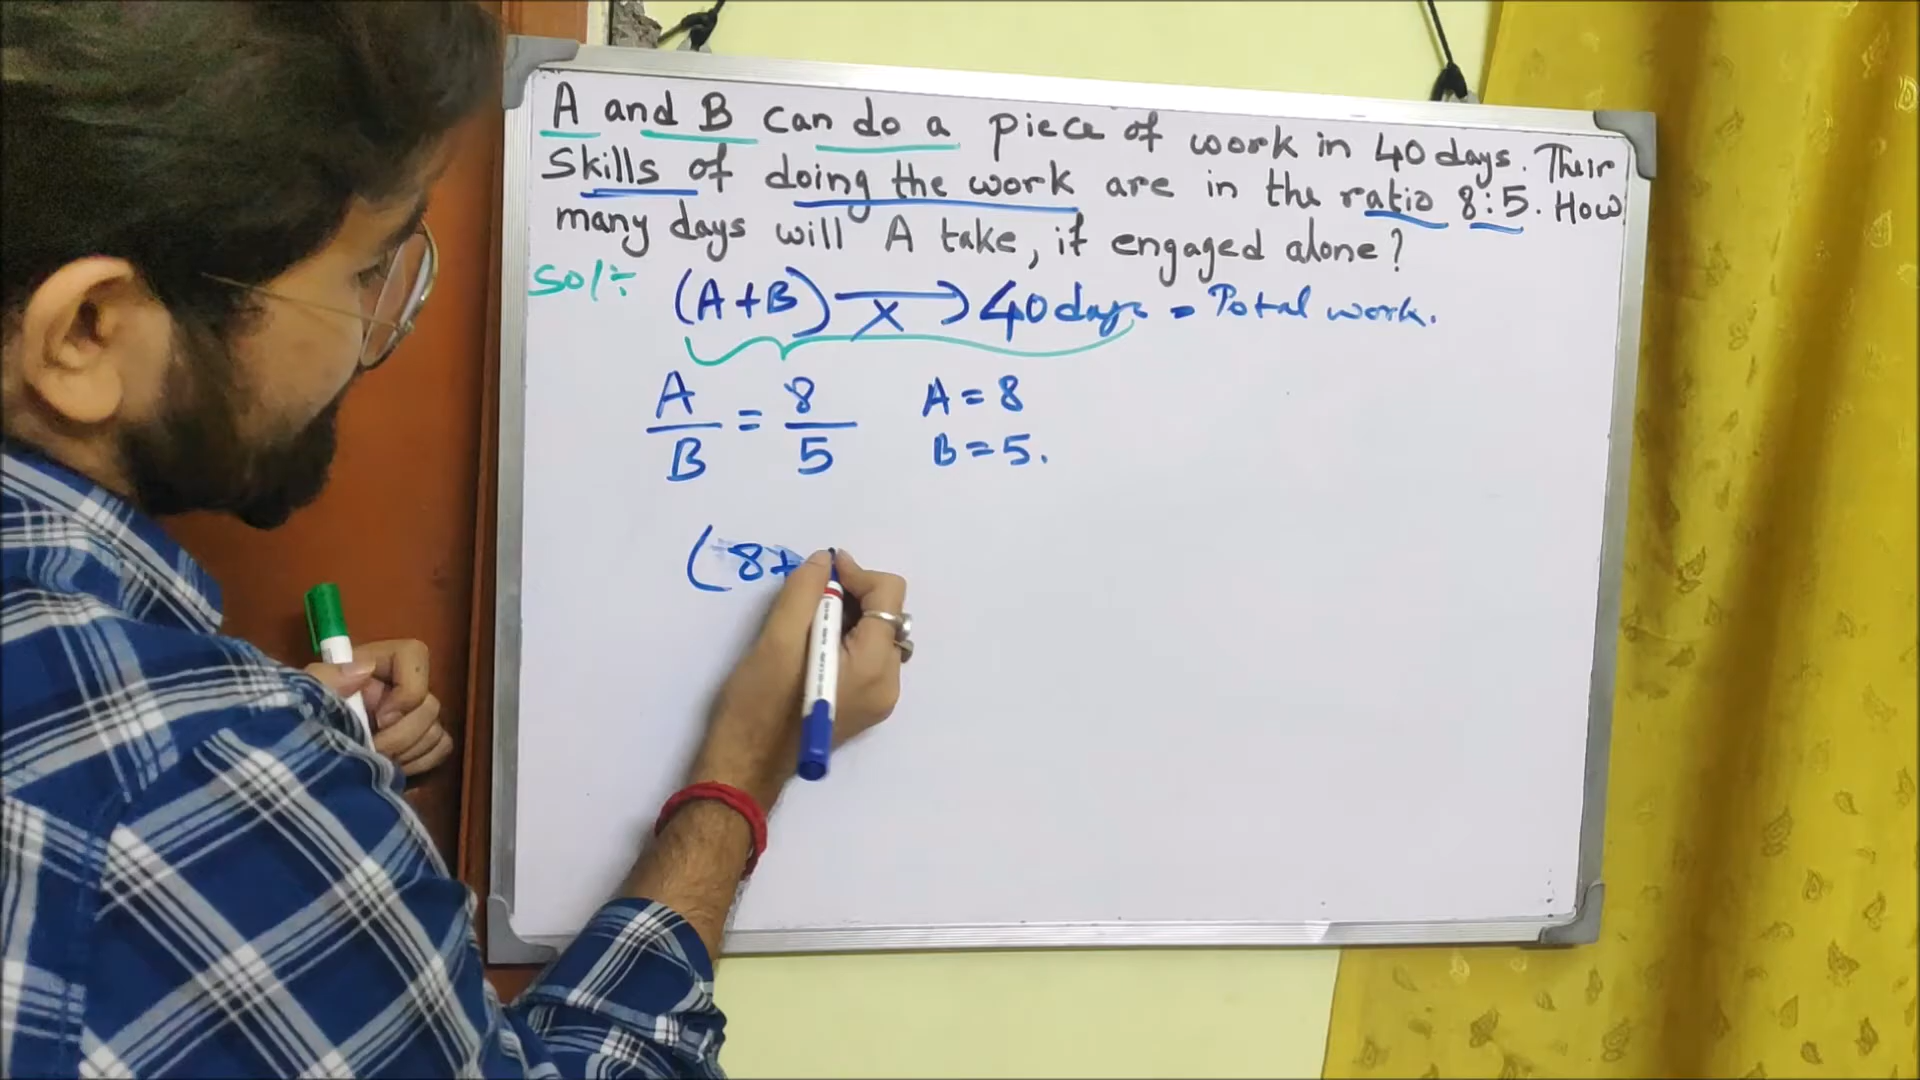 A and B can do a piece of work in 40 days. Their
Skills of doing the work are in the ratio 8:5. How
many days will A take, if engaged alone?
Sol÷
(A+B) ⟶ 40 days = Total work.
×
A/B = 8/5
A = 8
B = 5.
(8+